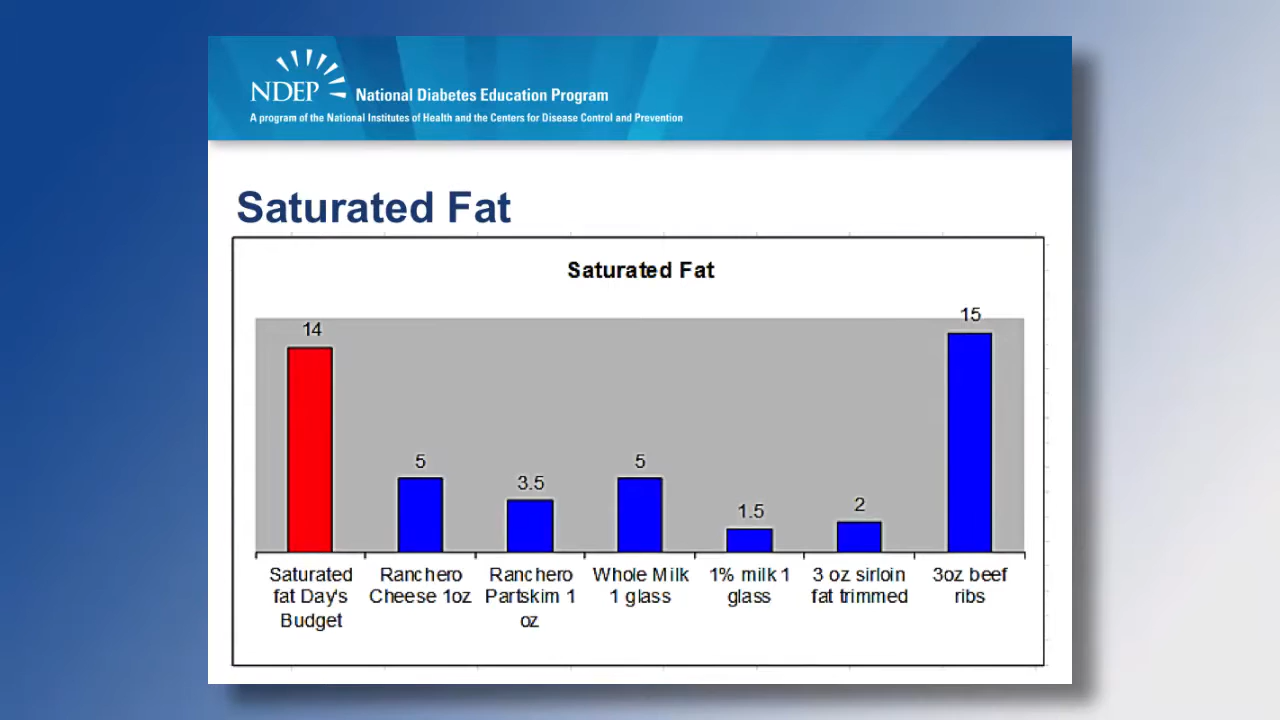 NDEP National Diabetes Education Program
A program of the National Institutes of Health and the Centers for Disease Control and Prevention
Saturated Fat
Saturated Fat
14
5
3.5
5
1.5
2
15
Saturated fat Day's Budget
Ranchero Cheese 1oz
Ranchero Partskim 1 oz
Whole Milk 1 glass
1% milk 1 glass
3 oz sirloin fat trimmed
3oz beef ribs